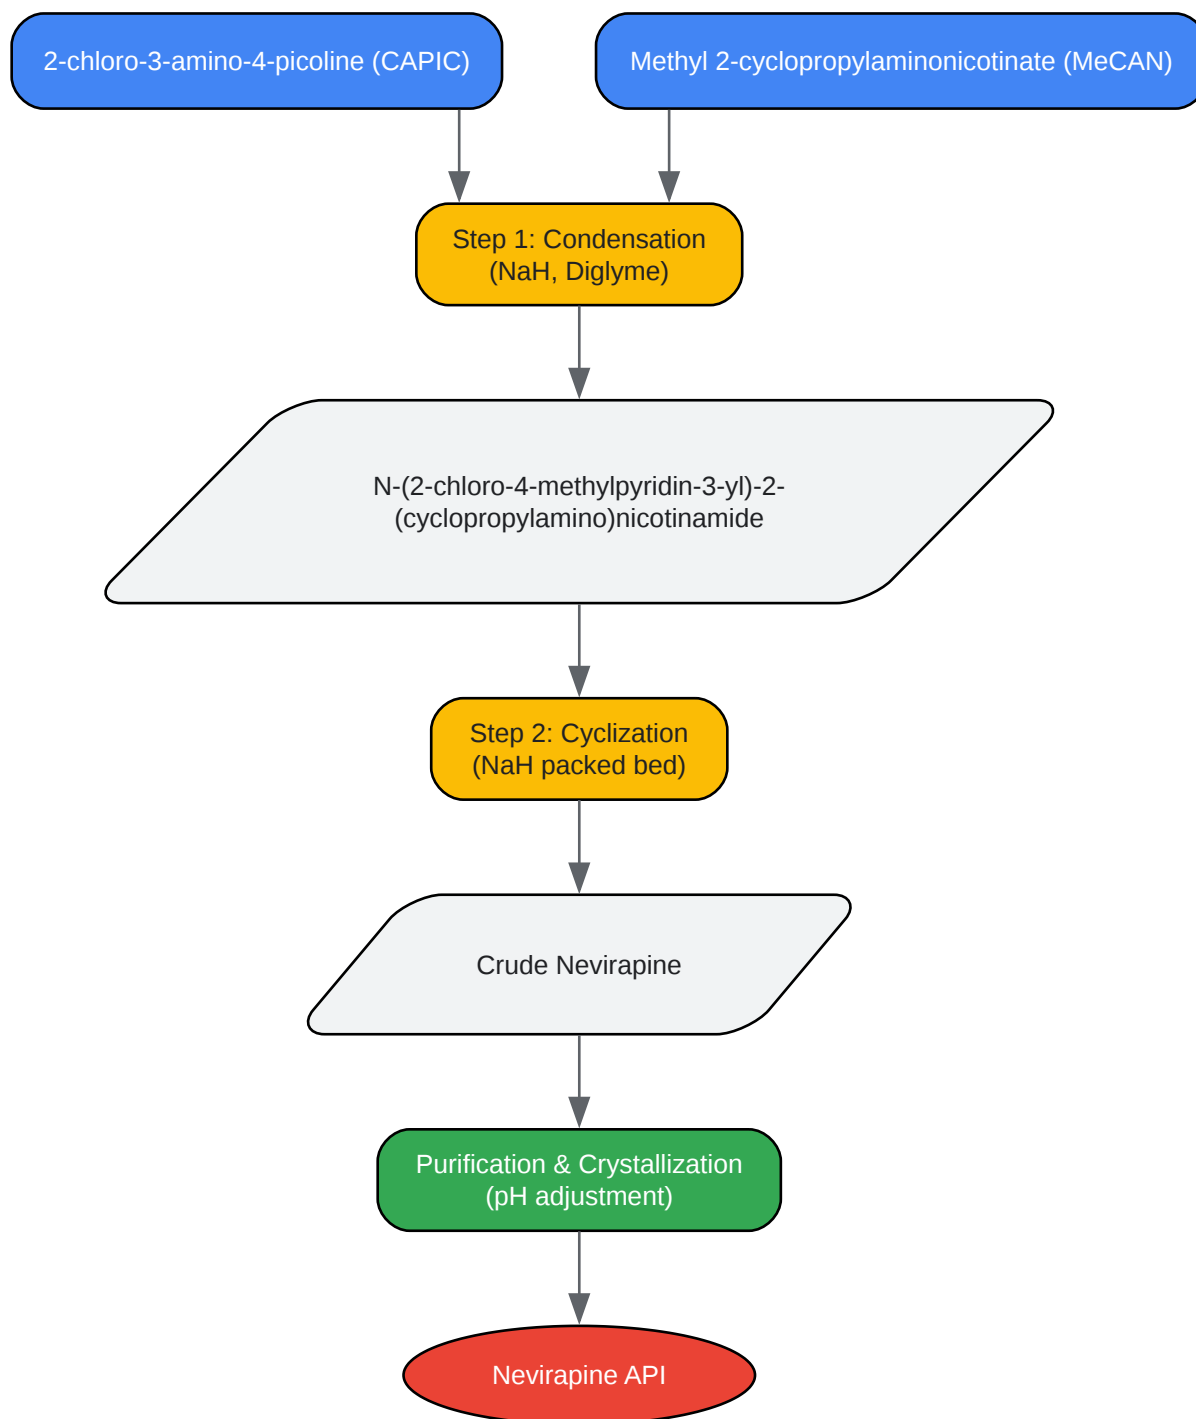 2-chloro-3-amino-4-picoline (CAPIC)
Methyl 2-cyclopropylaminonicotinate (MeCAN)
Step 1: Condensation
(NaH, Diglyme)
N-(2-chloro-4-methylpyridin-3-yl)-2-
(cyclopropylamino)nicotinamide
Step 2: Cyclization
(NaH packed bed)
Crude Nevirapine
Purification & Crystallization
(pH adjustment)
Nevirapine API